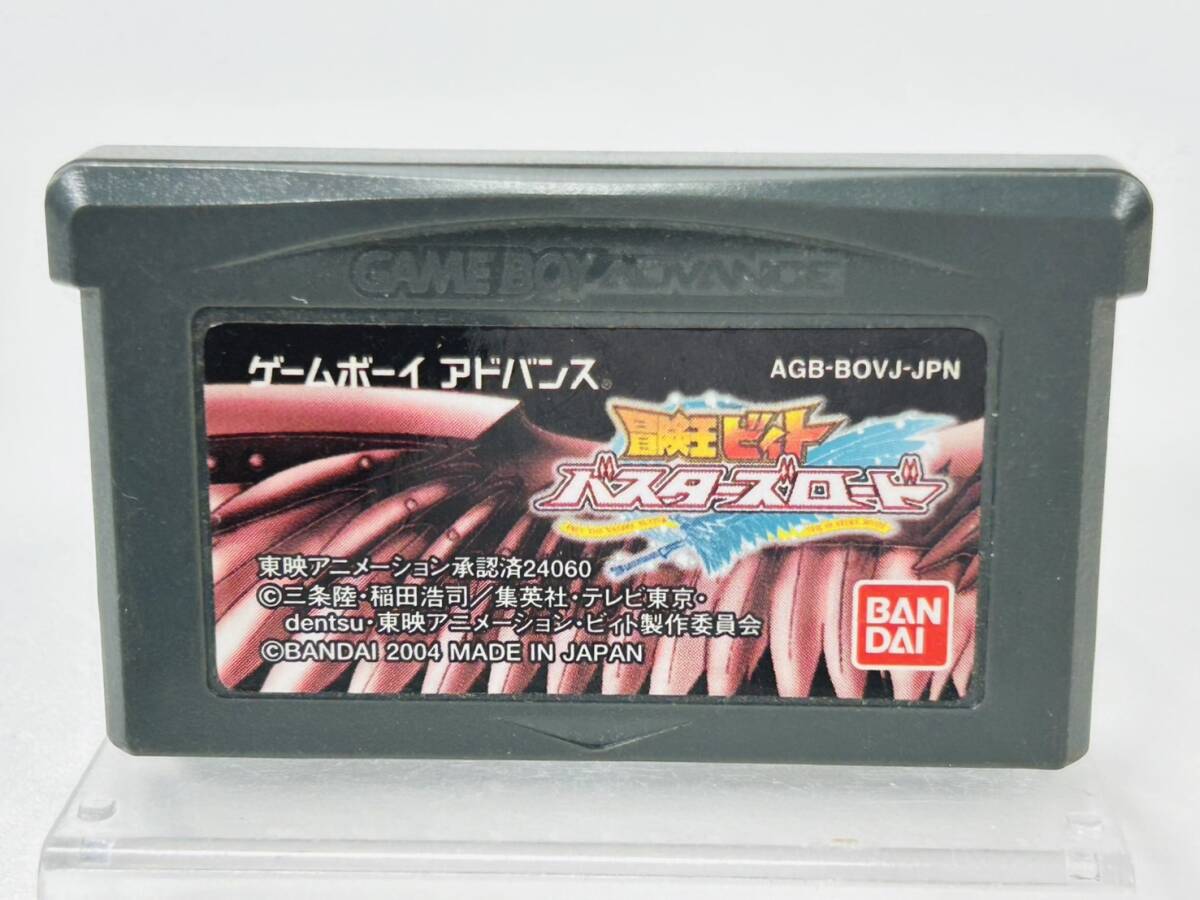 GAME BOY ADVANCE
ゲームボーイ アドバンス®
AGB-BOVJ-JPN
冒険王ビィト
バスターズロード
東映アニメーション承認済24060
©三条陸・稲田浩司／集英社・テレビ東京・
dentsu・東映アニメーション・ビィト製作委員会
©BANDAI 2004 MADE IN JAPAN
BAN
DAI